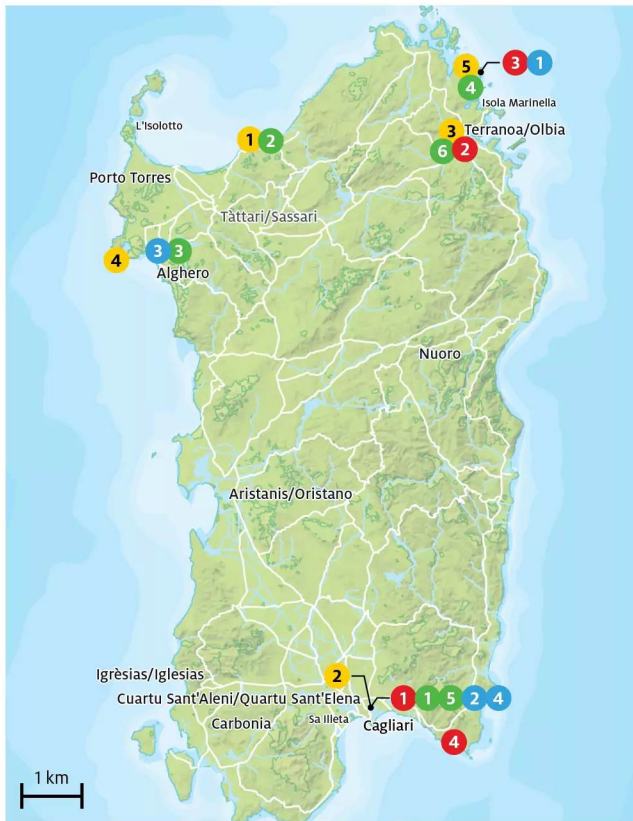 5
3 1
4
Isola Marinella
L'Isolotto
3
Terranoa/Olbia
1 2
6 2
Porto Torres
Tàttari/Sassari
4
3 3
Alghero
Nuoro
Aristanis/Oristano
Igrèsias/Iglesias
2
Cuartu Sant'Aleni/Quartu Sant'Elena
1 1 5 2 4
Carbonia
Sa Illeta
Cagliari
4
1 km